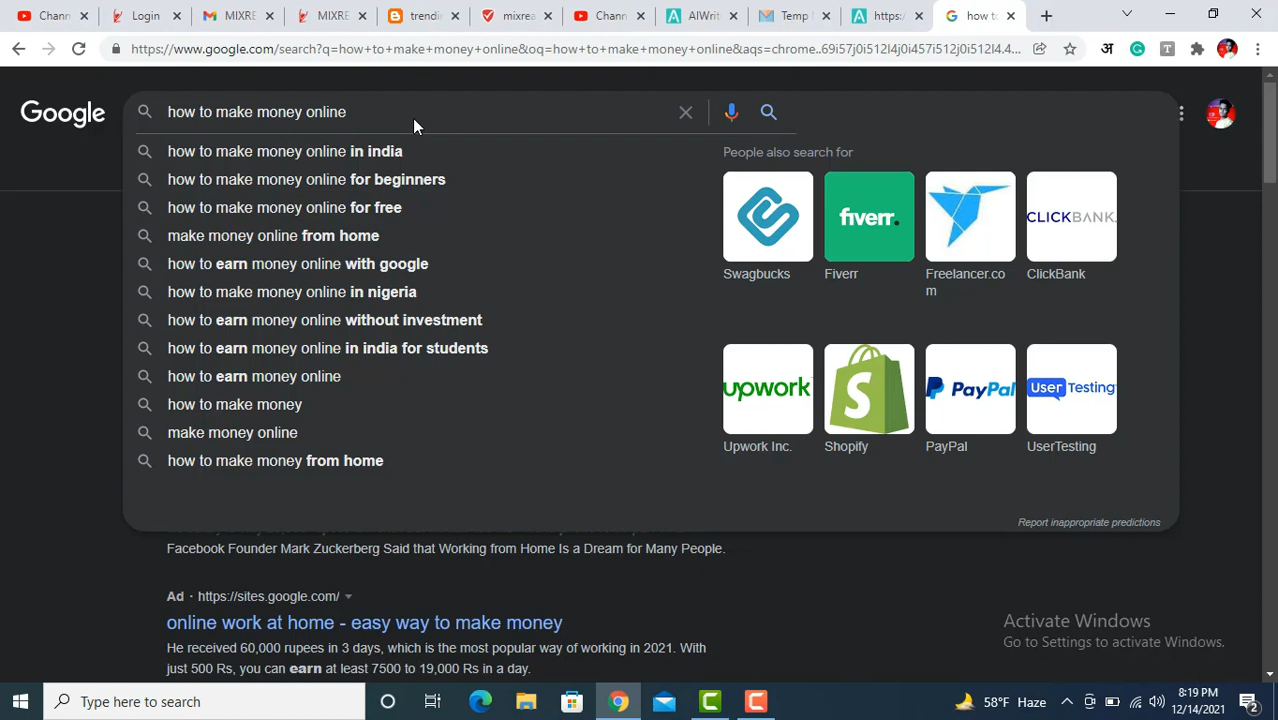 Chann
Login
MIXRE
MIXRE
trendin
mixrea
Chann
AIWrit
Temp
https:/
how to
https://www.google.com/search?q=how+to+make+money+online&oq=how+to+make+money+online&aqs=chrome..69i57j0i512l4j0i457i512j0i512l4.4...
अ
Google
how to make money online
how to make money online in india
how to make money online for beginners
how to make money online for free
make money online from home
how to earn money online with google
how to make money online in nigeria
how to earn money online without investment
how to earn money online in india for students
how to earn money online
how to make money
make money online
how to make money from home
People also search for
fiverr.
CLICKBANK.
Swagbucks
Fiverr
Freelancer.co
m
ClickBank
upwork
PayPal
UserTesting
Upwork Inc.
Shopify
PayPal
UserTesting
Report inappropriate predictions
Facebook Founder Mark Zuckerberg Said that Working from Home Is a Dream for Many People.
Ad · https://sites.google.com/
online work at home - easy way to make money
He received 60,000 rupees in 3 days, which is the most popular way of working in 2021. With
just 500 Rs, you can earn at least 7500 to 19,000 Rs in a day.
Activate Windows
Go to Settings to activate Windows.
Type here to search
58°F Haze
8:19 PM
12/14/2021
2